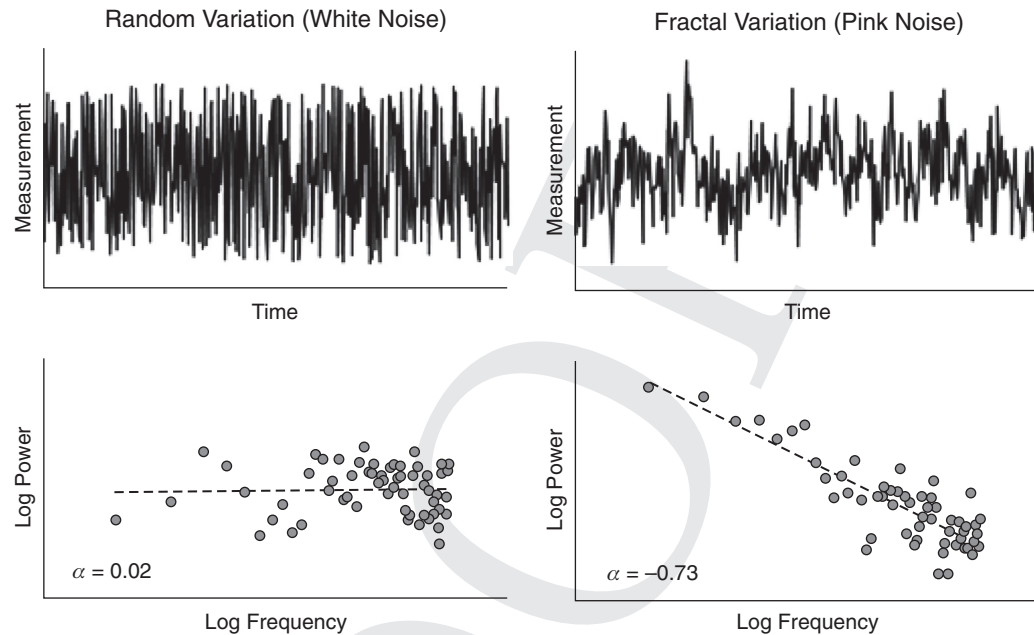 Random Variation (White Noise)
Measurement
Time
Fractal Variation (Pink Noise)
Measurement
Time
Log Power
α = 0.02
Log Frequency
Log Power
α = –0.73
Log Frequency